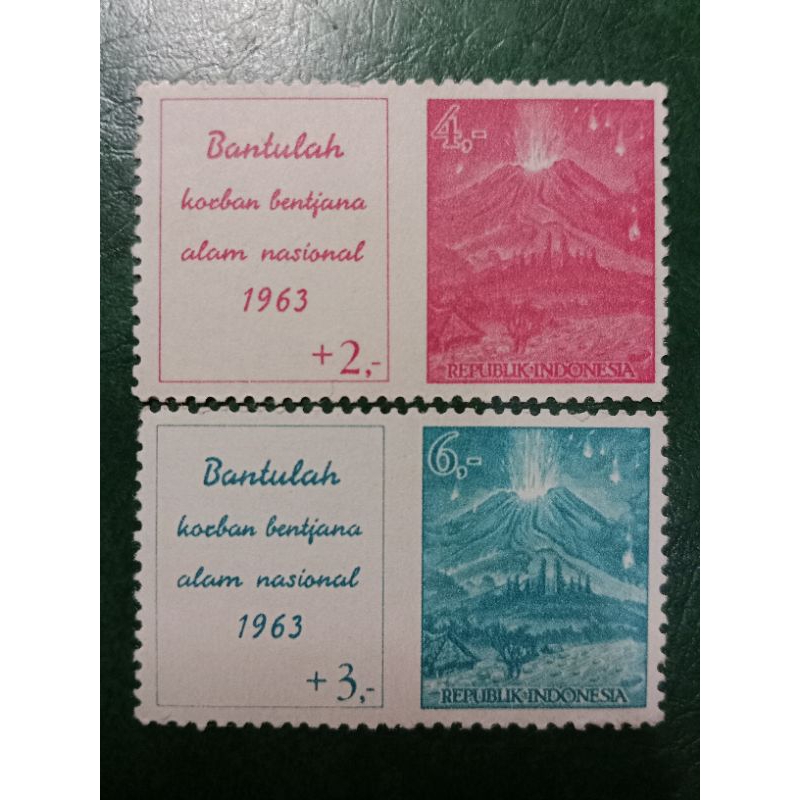 Bantulah
korban bentjana
alam nasional
1963
+2,-
4,-
REPUBLIK·INDONESIA
Bantulah
korban bentjana
alam nasional
1963
+3,-
6,-
REPUBLIK·INDONESIA